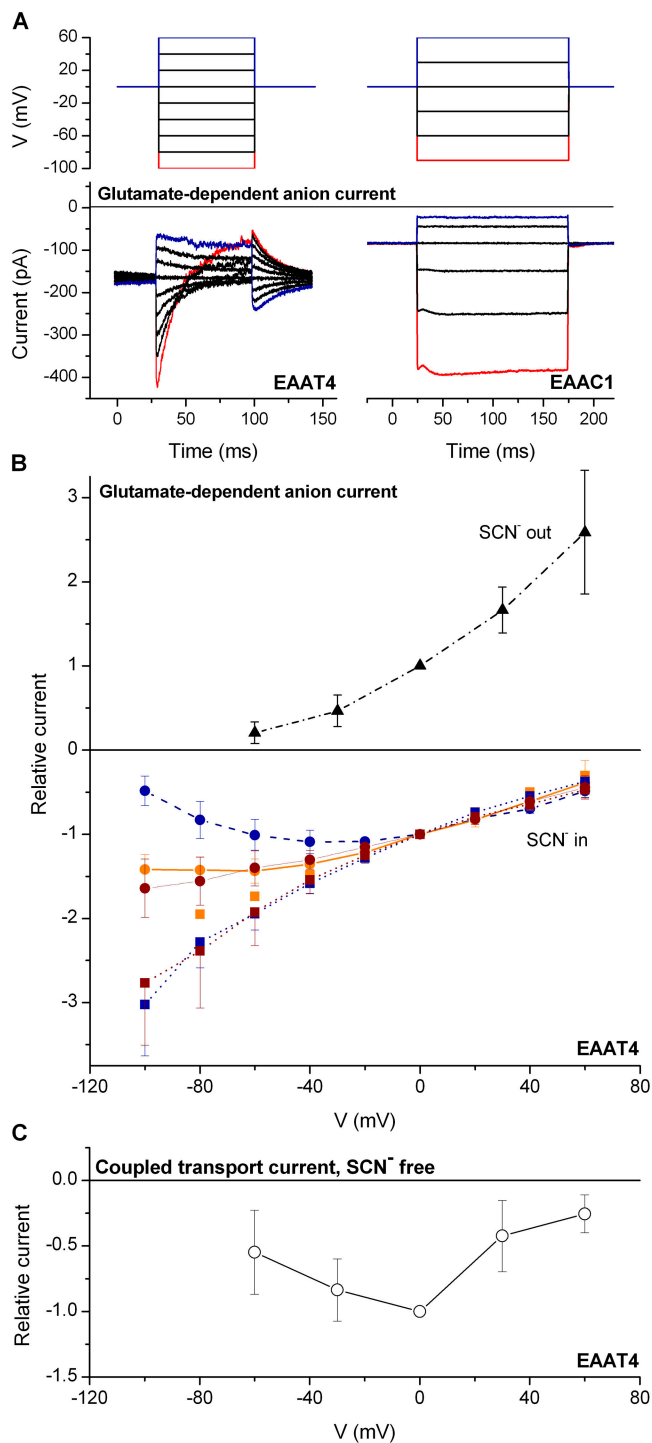 A
60
20
-20
-60
-100
V (mV)
Glutamate-dependent anion current
0
-100
-200
-300
-400
Current (pA)
EAAT4
EAAC1
0 50 100 150
0 50 100 150 200
Time (ms)
Time (ms)
B
Glutamate-dependent anion current
3
2
1
0
-1
-2
-3
Relative current
SCN⁻ out
SCN⁻ in
EAAT4
-120 -80 -40 0 40 80
V (mV)
C
Coupled transport current, SCN⁻ free
0.0
-0.5
-1.0
-1.5
Relative current
EAAT4
-120 -80 -40 0 40 80
V (mV)